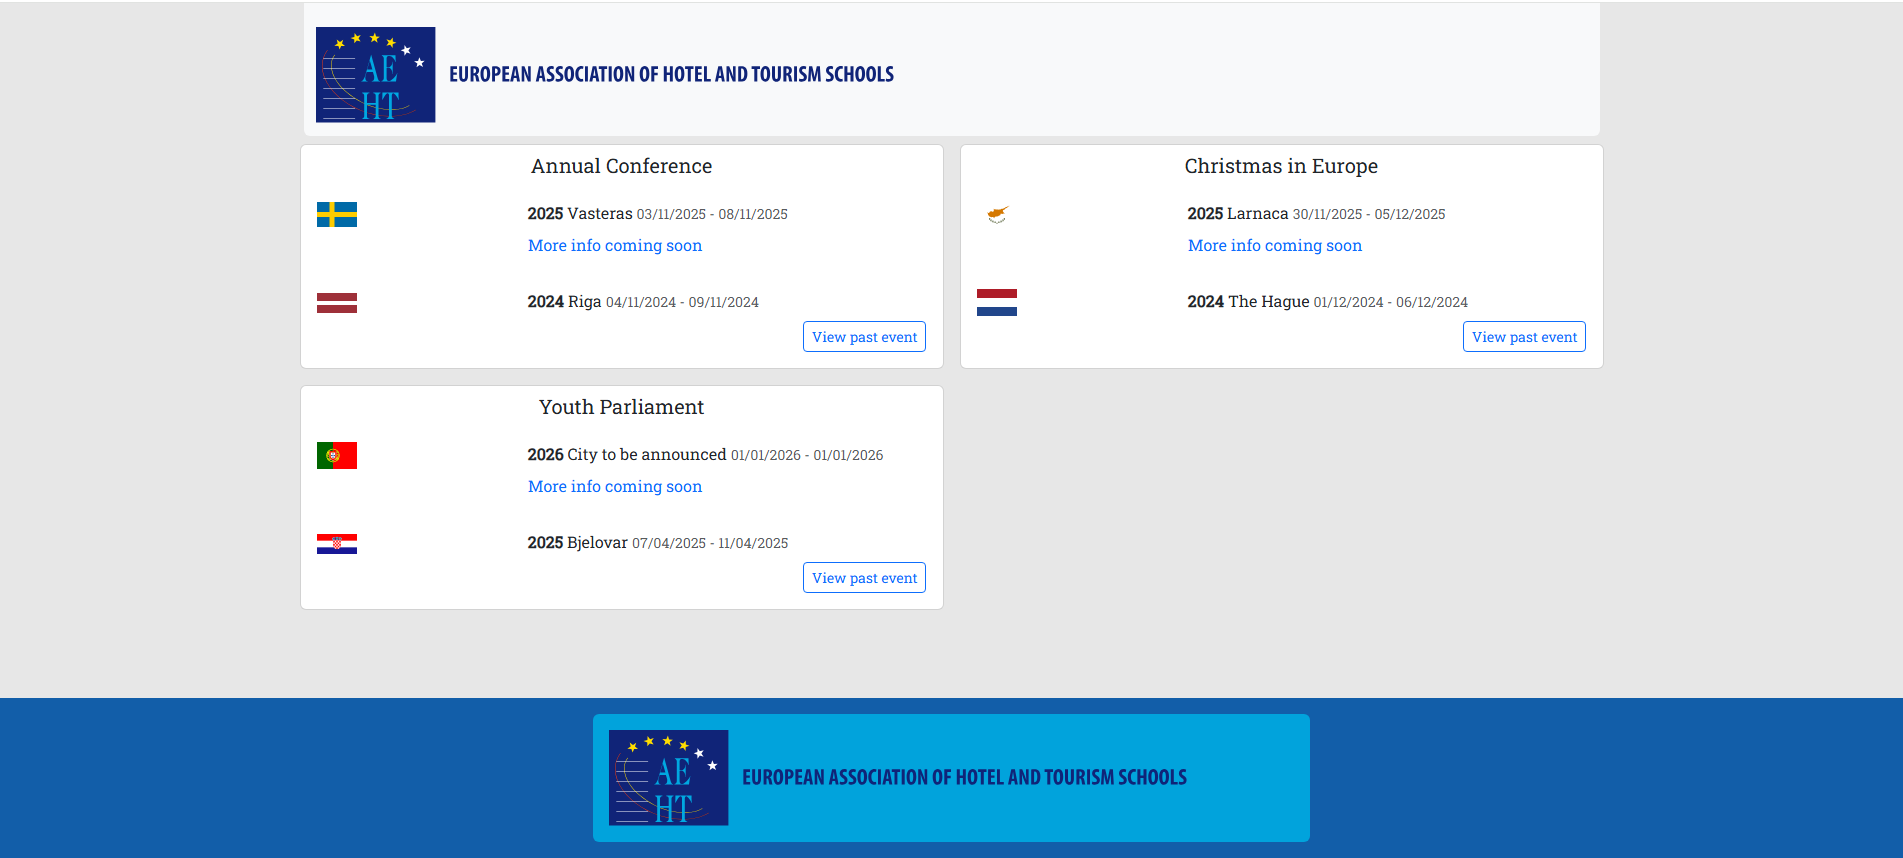 AE
HT
EUROPEAN ASSOCIATION OF HOTEL AND TOURISM SCHOOLS
Annual Conference
2025 Vasteras 03/11/2025 - 08/11/2025
More info coming soon
2024 Riga 04/11/2024 - 09/11/2024
View past event
Christmas in Europe
2025 Larnaca 30/11/2025 - 05/12/2025
More info coming soon
2024 The Hague 01/12/2024 - 06/12/2024
View past event
Youth Parliament
2026 City to be announced 01/01/2026 - 01/01/2026
More info coming soon
2025 Bjelovar 07/04/2025 - 11/04/2025
View past event
AE
HT
EUROPEAN ASSOCIATION OF HOTEL AND TOURISM SCHOOLS